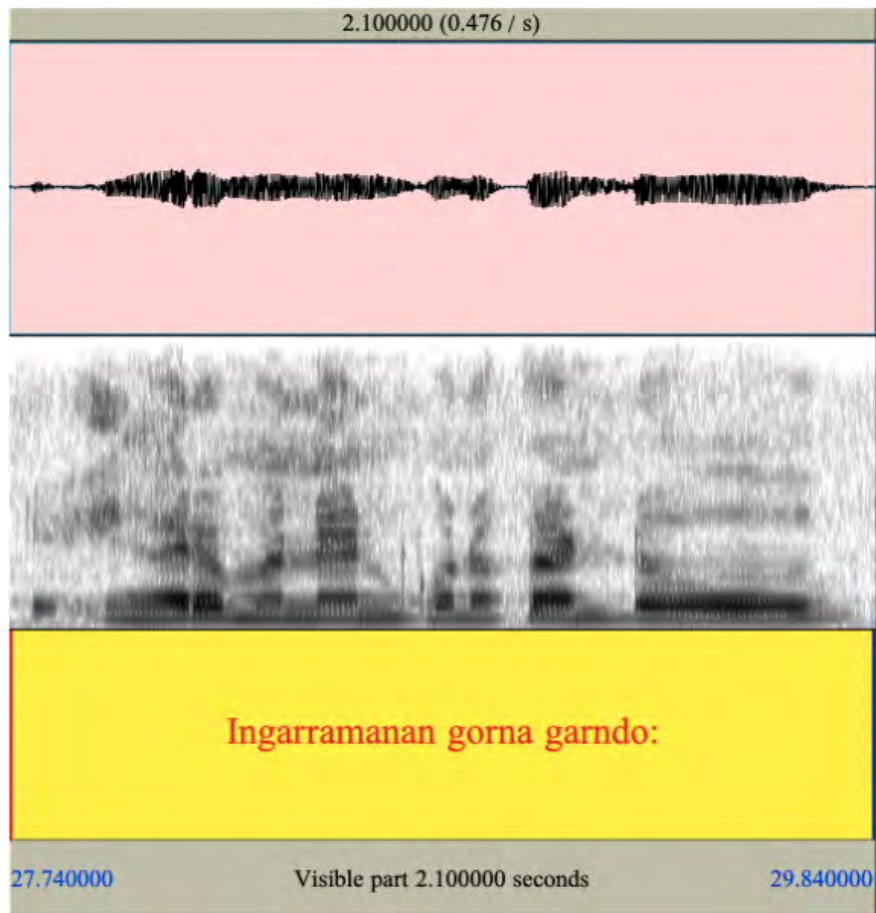 2.100000 (0.476 / s)
Ingarramanan gorna garndo:
27.740000 Visible part 2.100000 seconds 29.840000